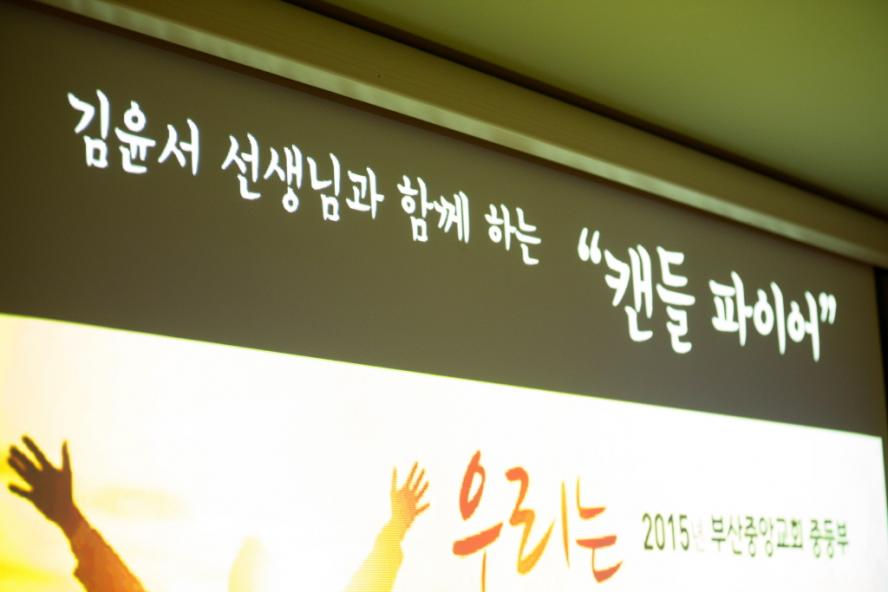 김윤서 선생님과 함께 하는 “캔들 파이어”
우리는 2015년 부산중앙교회 중등부